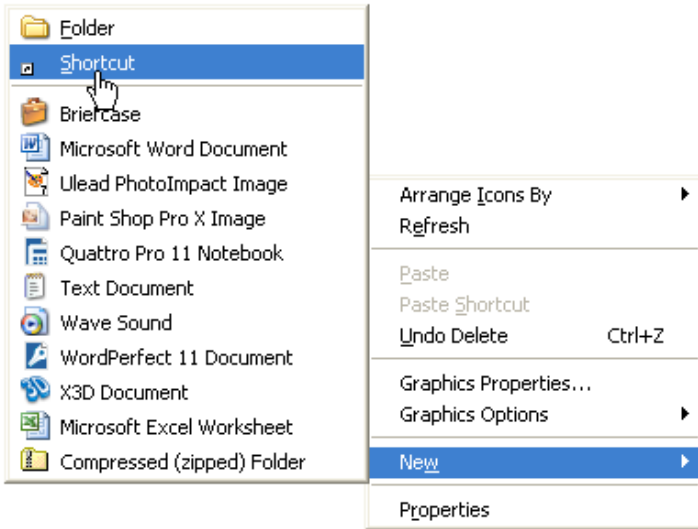 Folder
Shortcut
Briefcase
Microsoft Word Document
Ulead PhotoImpact Image
Paint Shop Pro X Image
Quattro Pro 11 Notebook
Text Document
Wave Sound
WordPerfect 11 Document
X3D Document
Microsoft Excel Worksheet
Compressed (zipped) Folder
Arrange Icons By
Refresh
Paste
Paste Shortcut
Undo Delete Ctrl+Z
Graphics Properties...
Graphics Options
New
Properties